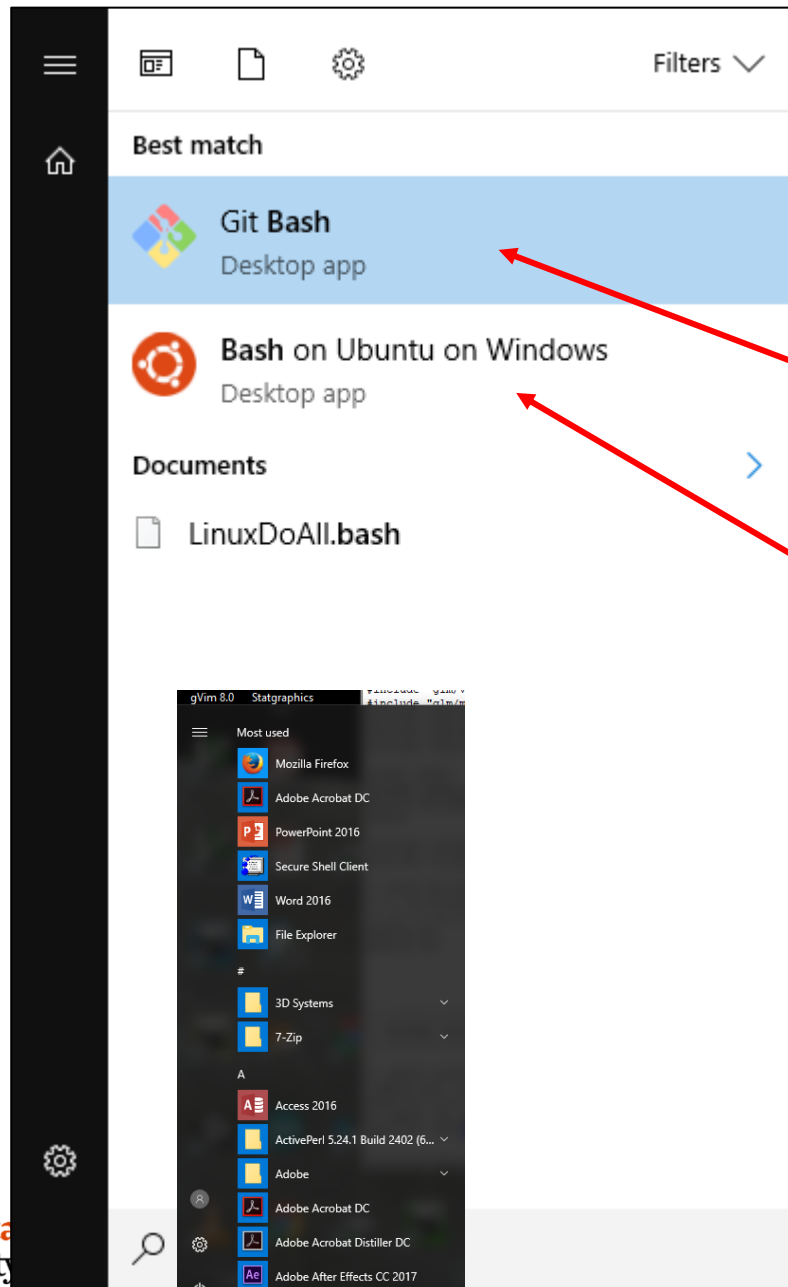 Filters
Best match
Git Bash
Desktop app
Bash on Ubuntu on Windows
Desktop app
Documents
LinuxDoAll.bash
gVim 8.0 Statgraphics
#include "glm/m
Most used
Mozilla Firefox
Adobe Acrobat DC
PowerPoint 2016
Secure Shell Client
Word 2016
File Explorer
#
3D Systems
7-Zip
A
Access 2016
ActivePerl 5.24.1 Build 2402 (6...
Adobe
Adobe Acrobat DC
Adobe Acrobat Distiller DC
Adobe After Effects CC 2017